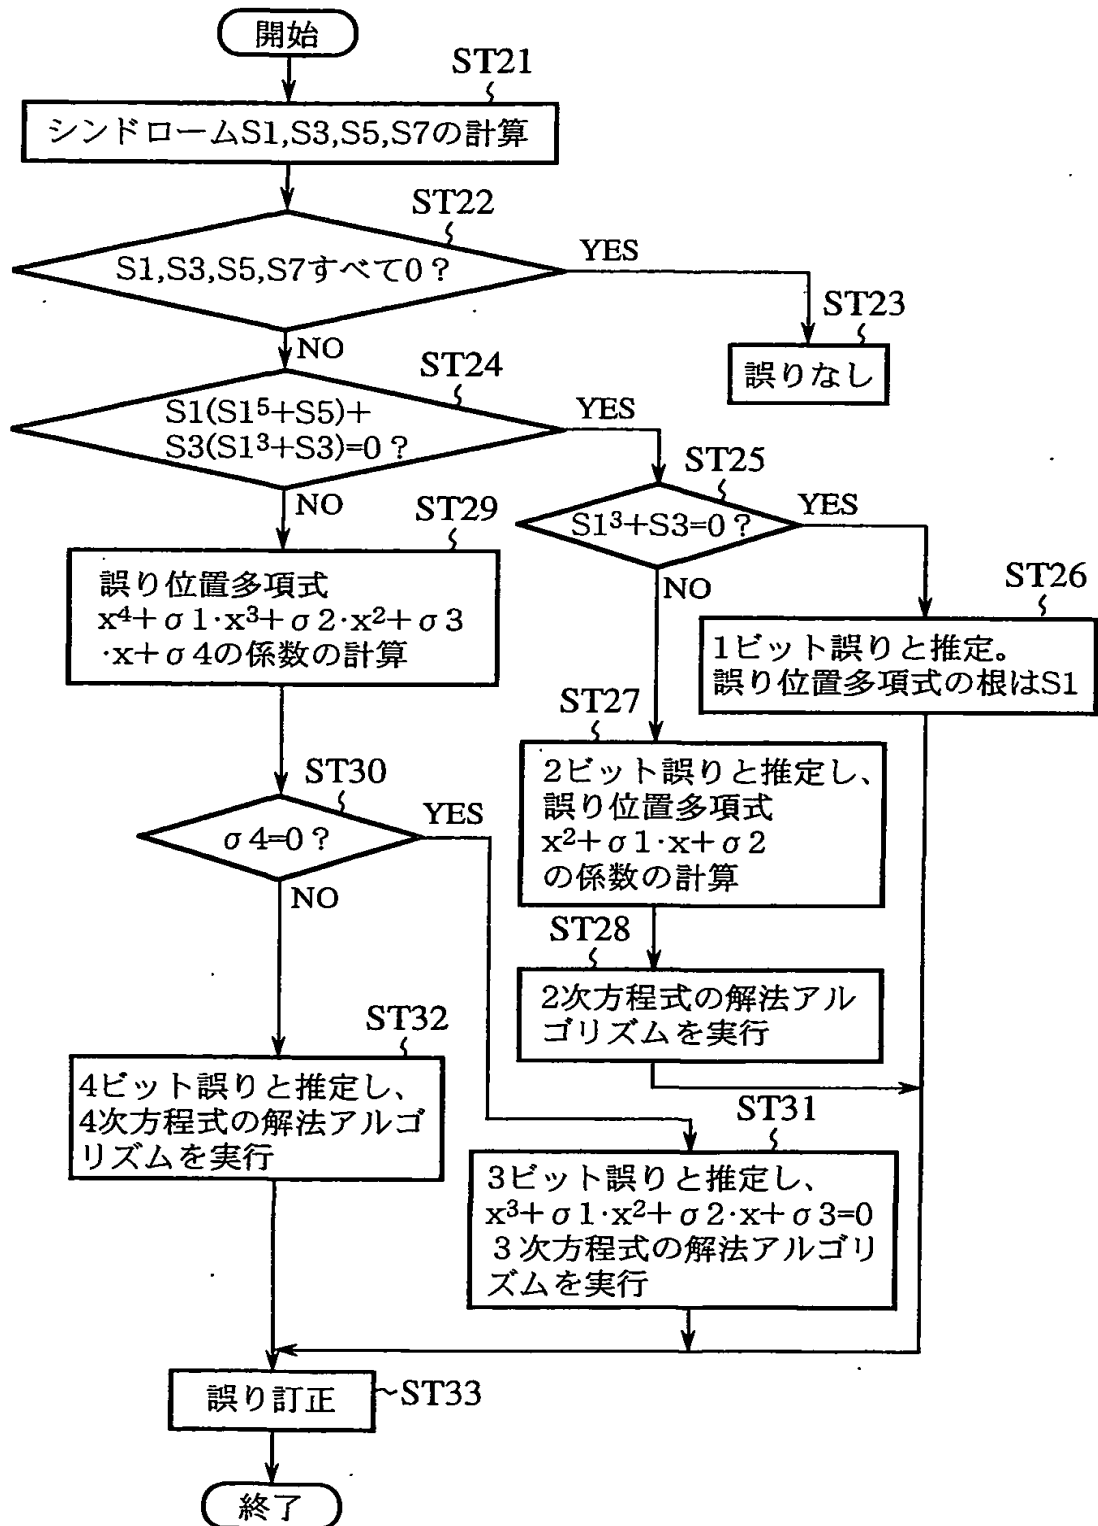 開始
ST21
シンドロームS1,S3,S5,S7の計算
ST22
S1,S3,S5,S7すべて0？
YES
NO
ST23
誤りなし
ST24
S1(S1⁵+S5)+
S3(S1³+S3)=0？
YES
NO
ST25
S1³+S3=0？
YES
NO
ST26
1ビット誤りと推定。
誤り位置多項式の根はS1
ST29
誤り位置多項式
x⁴+σ1·x³+σ2·x²+σ3
·x+σ4の係数の計算
ST27
2ビット誤りと推定し、
誤り位置多項式
x²+σ1·x+σ2
の係数の計算
ST30
σ4=0？
YES
NO
ST28
2次方程式の解法アル
ゴリズムを実行
ST32
4ビット誤りと推定し、
4次方程式の解法アルゴ
リズムを実行
ST31
3ビット誤りと推定し、
x³+σ1·x²+σ2·x+σ3=0
3次方程式の解法アルゴリ
ズムを実行
誤り訂正
ST33
終了